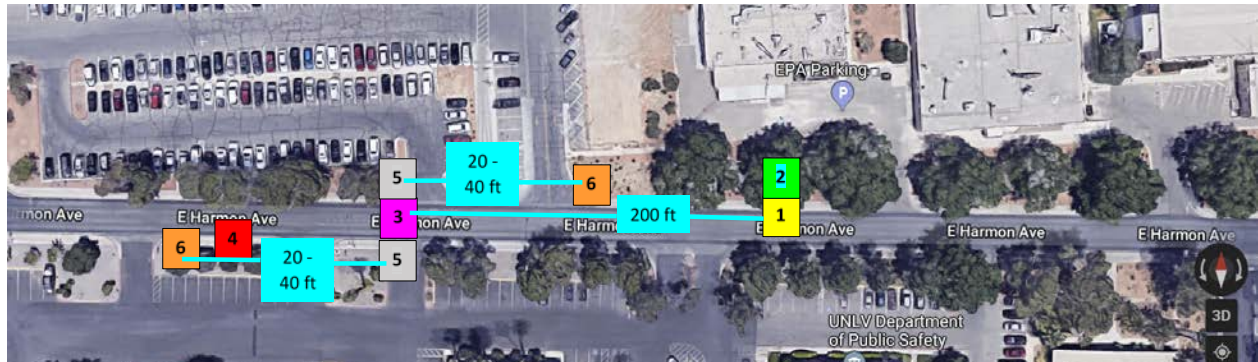 EPA Parking
P
5
20 -
40 ft
6
2
rmon Ave
E Harmon Ave
3
E Harmon Ave
E Harmon
200 ft
1
E Harmon Ave
E Harmon Ave
E Harmon Ave
6
4
20 -
40 ft
5
3D
UNLV Department
of Public Safety